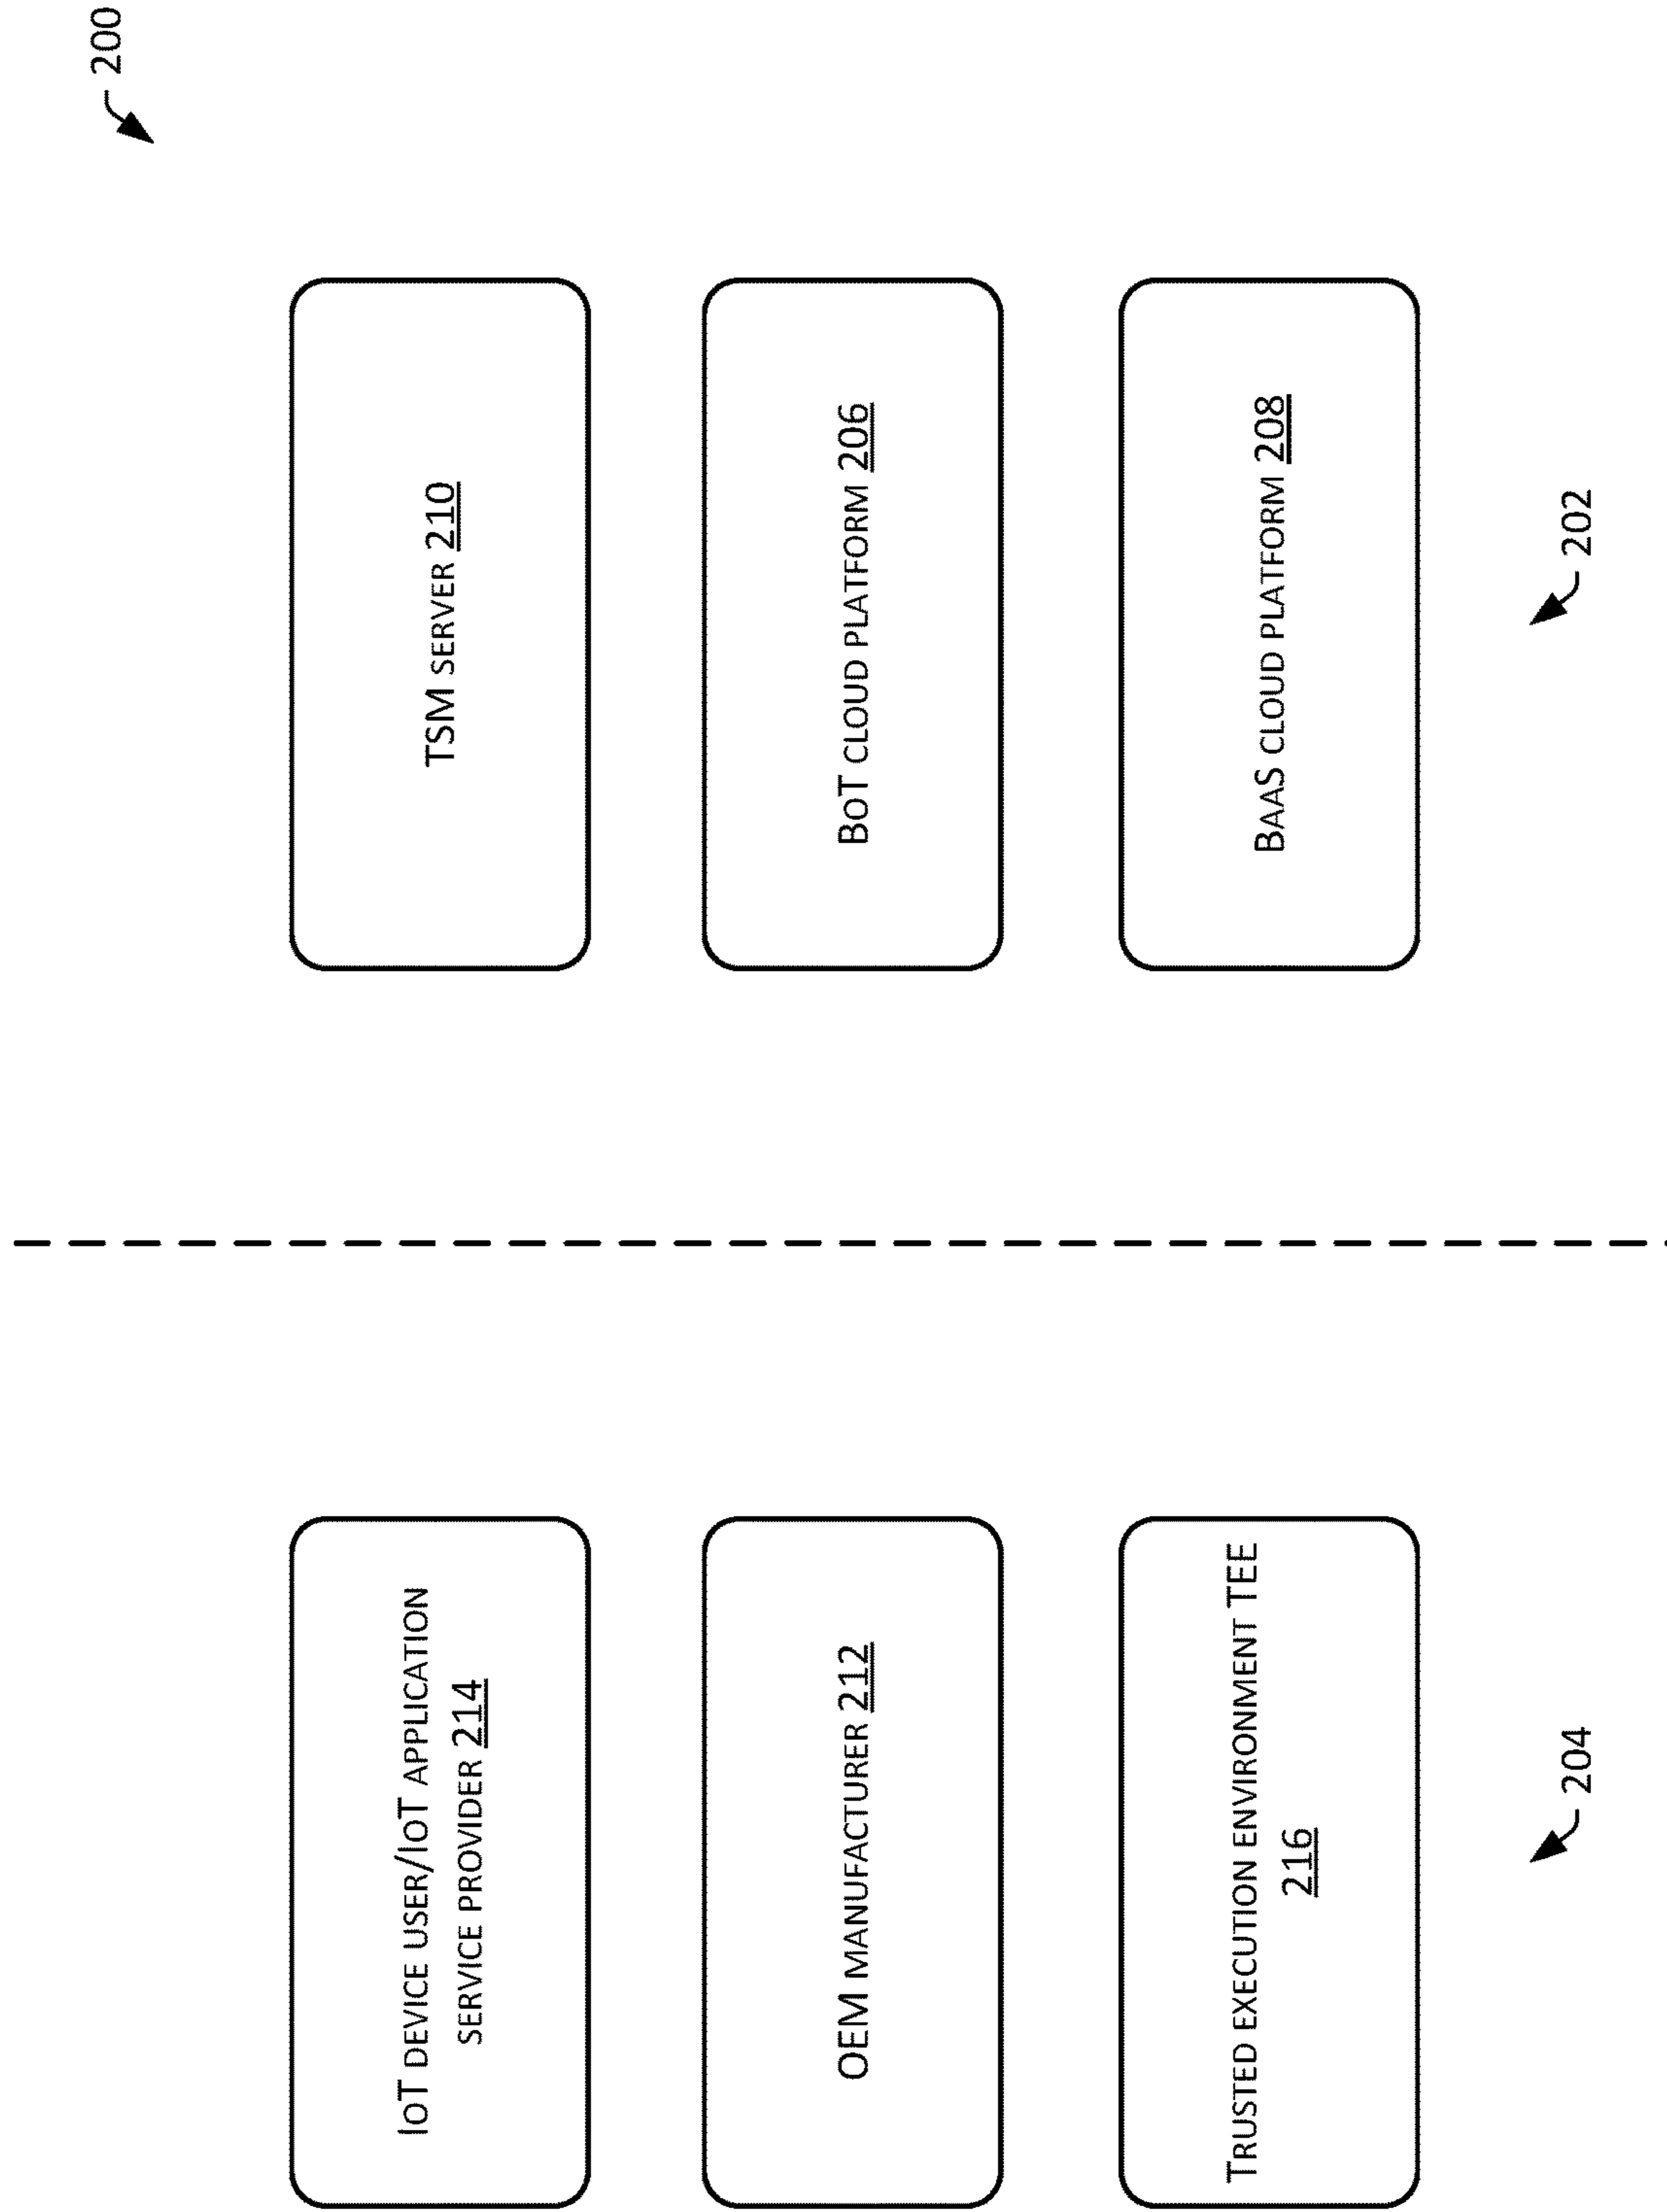 200
IoT device user/IoT application
service provider 214
TSM server 210
OEM manufacturer 212
BoT cloud platform 206
Trusted execution environment TEE
216
BaaS cloud platform 208
204
202